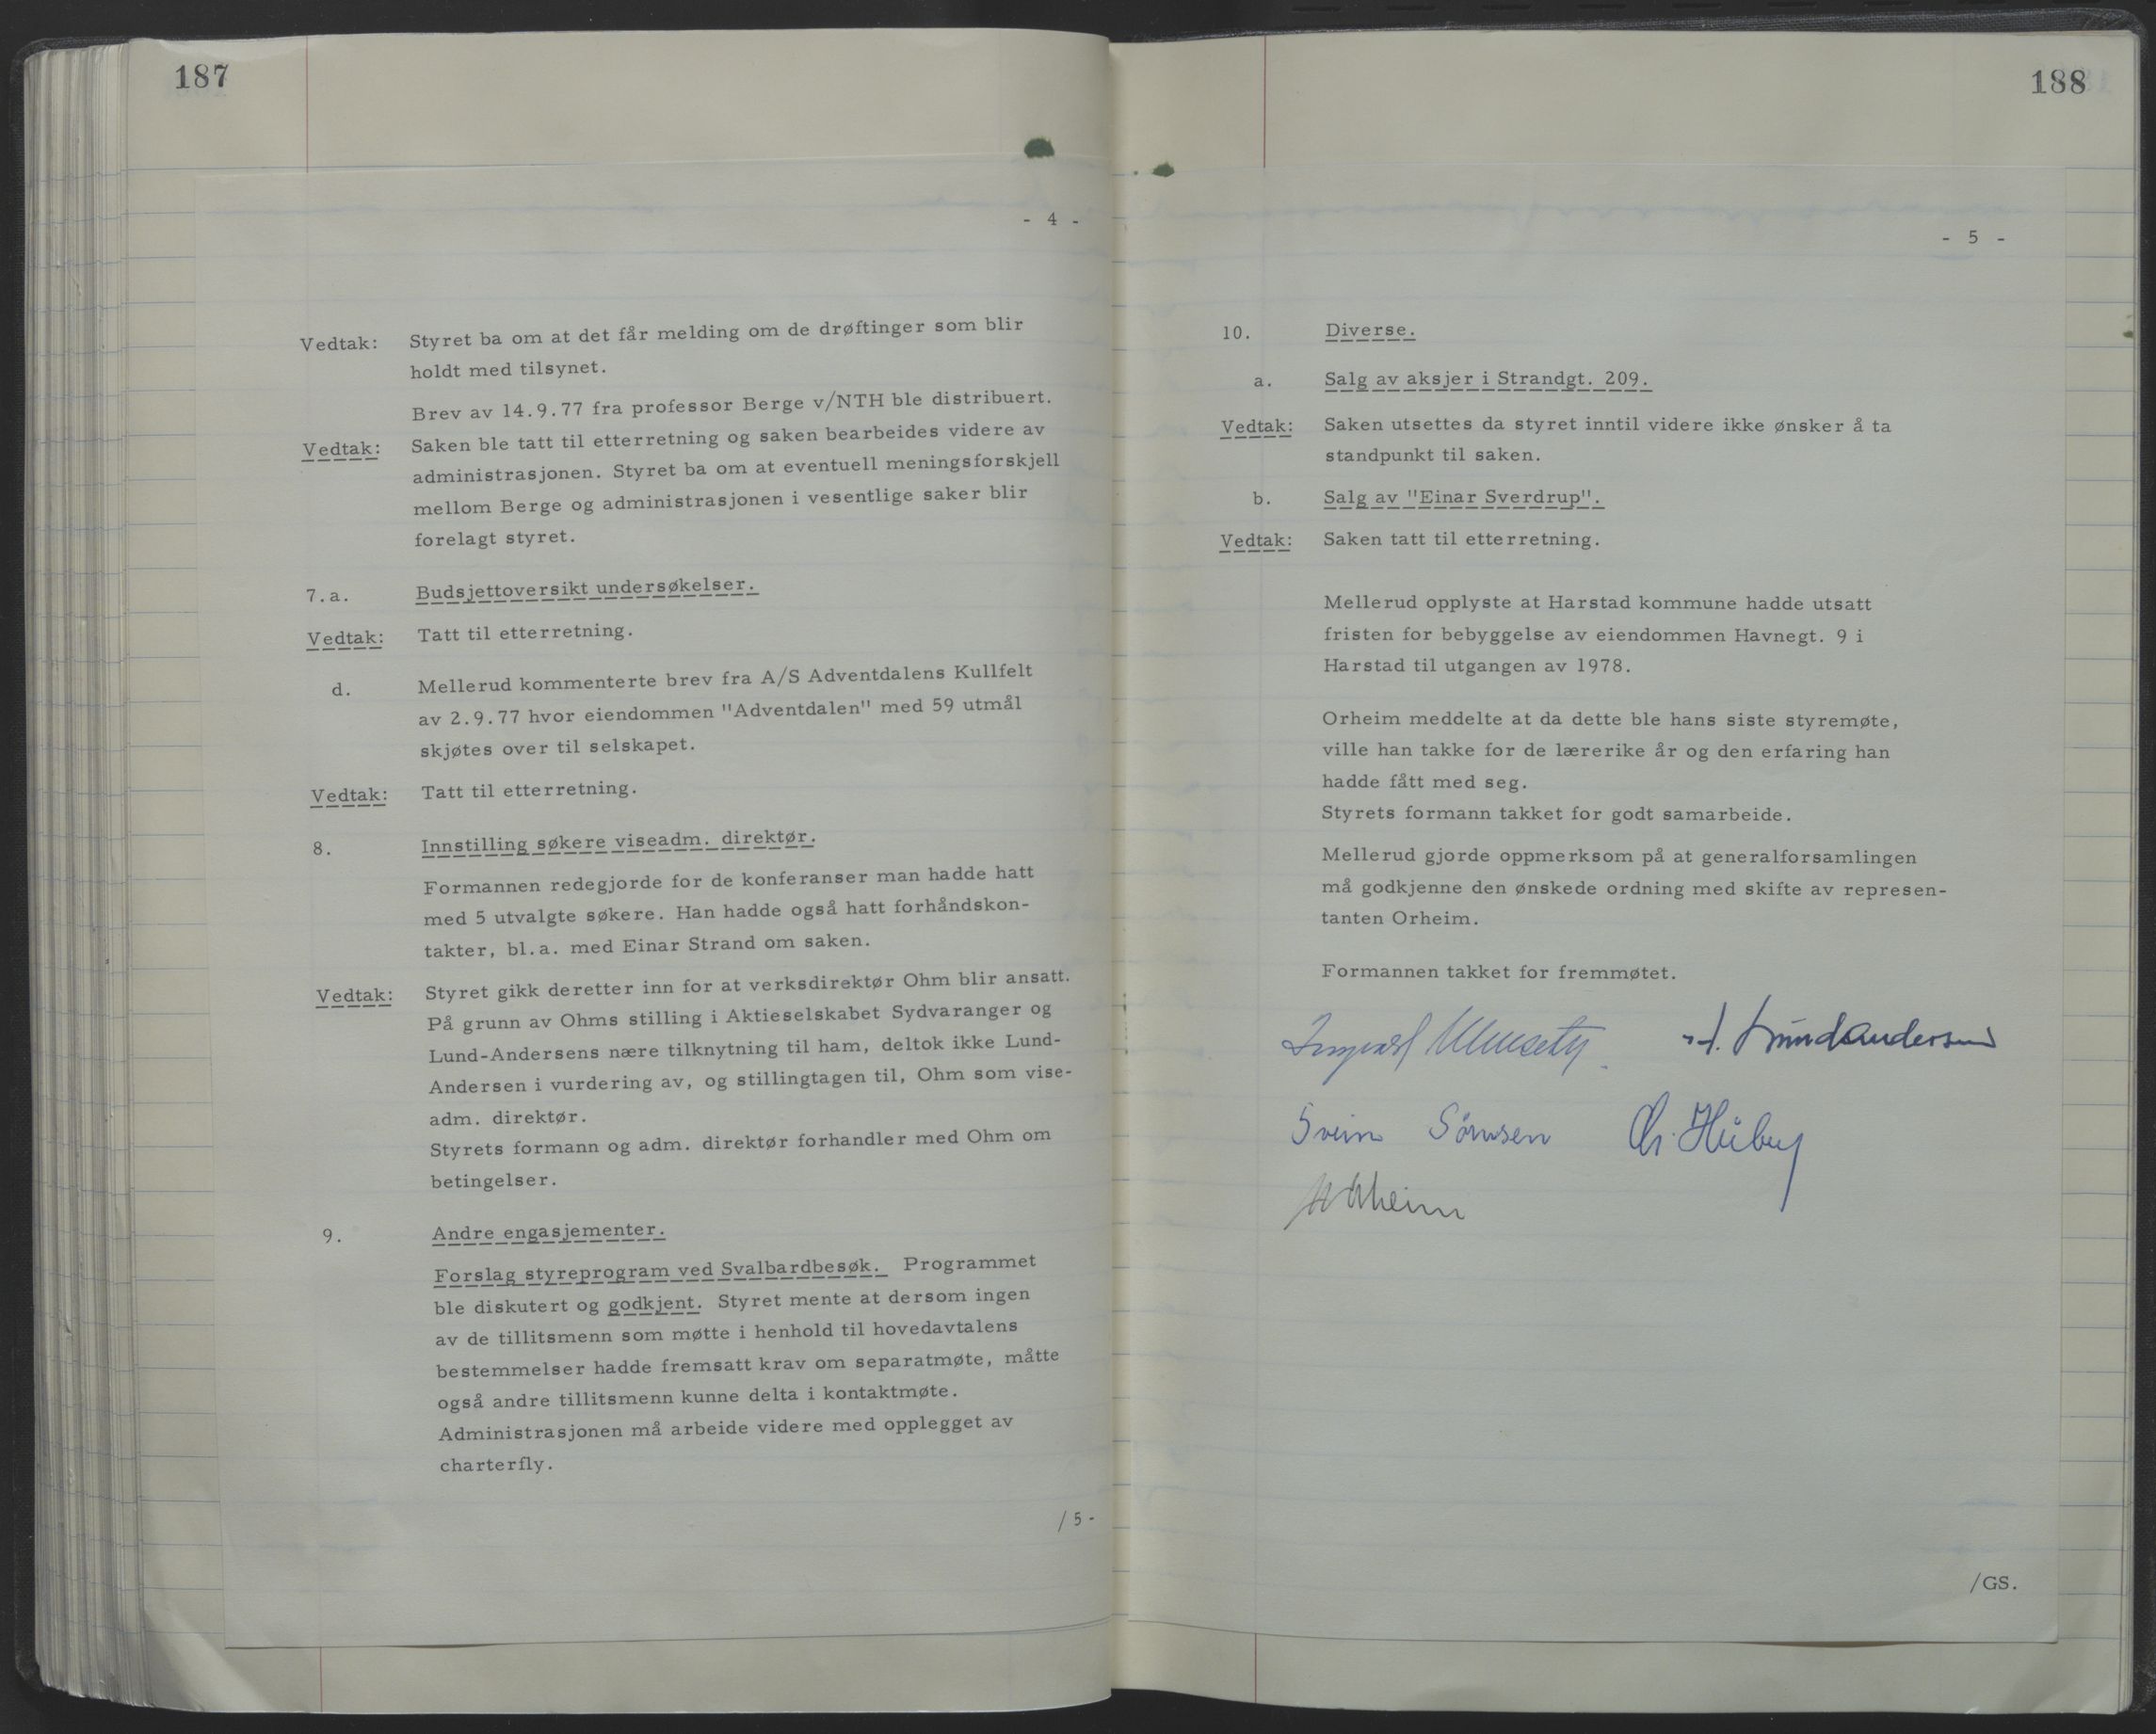 187
- 4 -
Vedtak: Styret ba om at det får melding om de drøftinger som blir
holdt med tilsynet.
Brev av 14.9.77 fra professor Berge v/NTH ble distribuert.
Vedtak: Saken ble tatt til etterretning og saken bearbeides videre av
administrasjonen. Styret ba om at eventuell meningsforskjell
mellom Berge og administrasjonen i vesentlige saker blir
forelagt styret.
7.a. Budsjettoversikt undersøkelser.
Vedtak: Tatt til etterretning.
d. Mellerud kommenterte brev fra A/S Adventdalens Kullfelt
av 2.9.77 hvor eiendommen "Adventdalen" med 59 utmål
skjøtes over til selskapet.
Vedtak: Tatt til etterretning.
8. Innstilling søkere viseadm. direktør.
Formannen redegjorde for de konferanser man hadde hatt
med 5 utvalgte søkere. Han hadde også hatt forhåndskon-
takter, bl.a. med Einar Strand om saken.
Vedtak: Styret gikk deretter inn for at verksdirektør Ohm blir ansatt.
På grunn av Ohms stilling i Aktieselskabet Sydvaranger og
Lund-Andersens nære tilknytning til ham, deltok ikke Lund-
Andersen i vurdering av, og stillingtagen til, Ohm som vise-
adm. direktør.
Styrets formann og adm. direktør forhandler med Ohm om
betingelser.
9. Andre engasjementer.
Forslag styreprogram ved Svalbardbesøk. Programmet
ble diskutert og godkjent. Styret mente at dersom ingen
av de tillitsmenn som møtte i henhold til hovedavtalens
bestemmelser hadde fremsatt krav om separatmøte, måtte
også andre tillitsmenn kunne delta i kontaktmøte.
Administrasjonen må arbeide videre med opplegget av
charterfly.
/ 5 -
188
- 5 -
10. Diverse.
a. Salg av aksjer i Strandgt. 209.
Vedtak: Saken utsettes da styret inntil videre ikke ønsker å ta
standpunkt til saken.
b. Salg av "Einar Sverdrup".
Vedtak: Saken tatt til etterretning.
Mellerud opplyste at Harstad kommune hadde utsatt
fristen for bebyggelse av eiendommen Havnegt. 9 i
Harstad til utgangen av 1978.
Orheim meddelte at da dette ble hans siste styremøte,
ville han takke for de lærerike år og den erfaring han
hadde fått med seg.
Styrets formann takket for godt samarbeide.
Mellerud gjorde oppmerksom på at generalforsamlingen
må godkjenne den ønskede ordning med skifte av represen-
tanten Orheim.
Formannen takket for fremmøtet.
LundAndersen
Svein
Orheim
/GS.